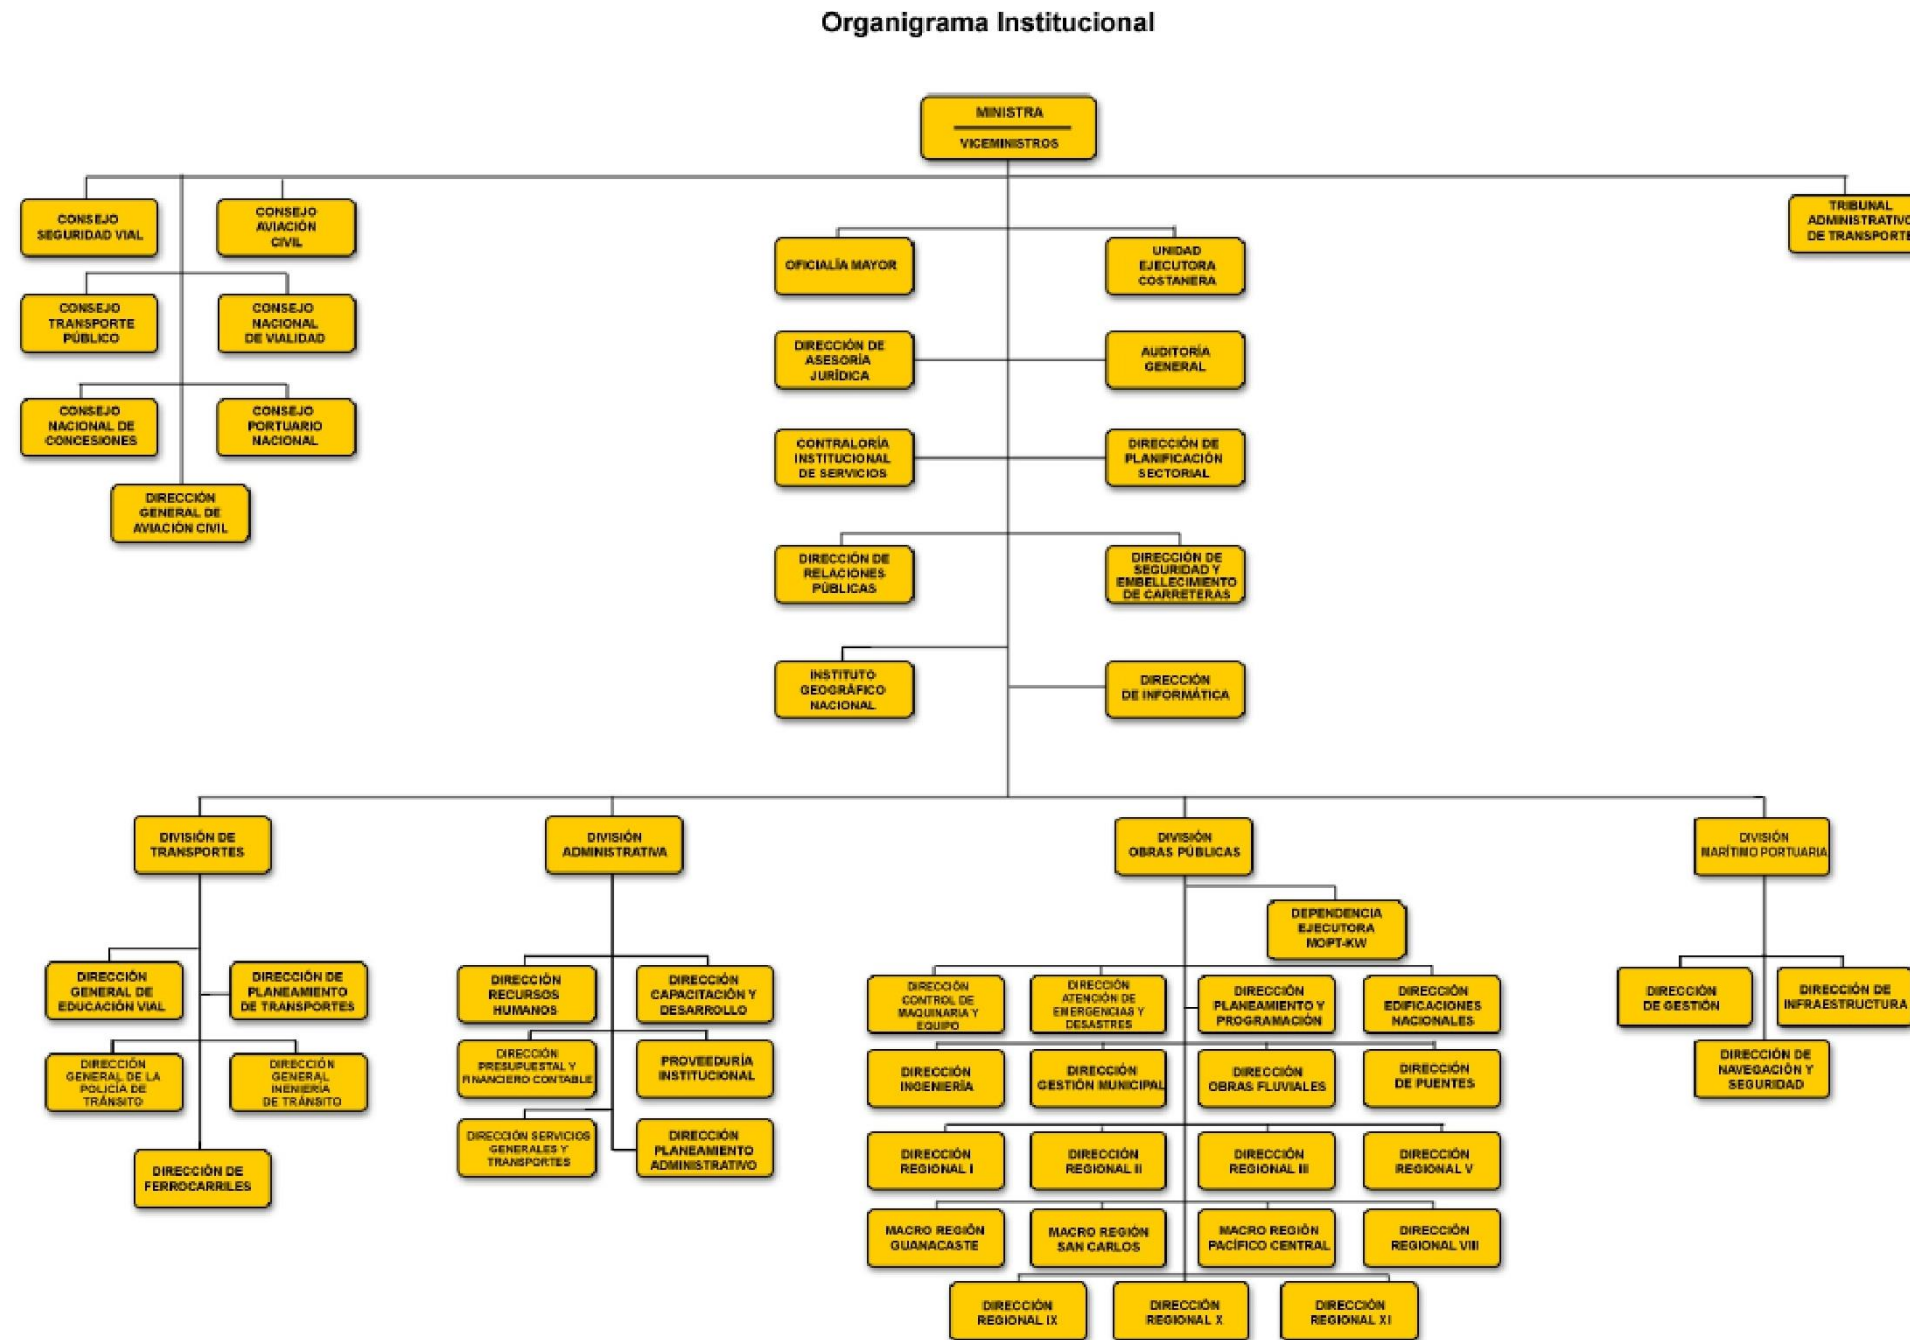 Organigrama Institucional
MINISTRA
VICEMINISTROS
CONSEJO
SEGURIDAD VIAL
CONSEJO
AVIACIÓN
CIVIL
TRIBUNAL
ADMINISTRATIVO
DE TRANSPORTE
OFICIALÍA MAYOR
UNIDAD
EJECUTORA
COSTANERA
CONSEJO
TRANSPORTE
PÚBLICO
CONSEJO
NACIONAL
DE VIALIDAD
DIRECCIÓN DE
ASESORÍA
JURÍDICA
AUDITORÍA
GENERAL
CONSEJO
NACIONAL DE
CONCESIONES
CONSEJO
PORTUARIO
NACIONAL
CONTRALORÍA
INSTITUCIONAL
DE SERVICIOS
DIRECCIÓN DE
PLANIFICACIÓN
SECTORIAL
DIRECCIÓN
GENERAL DE
AVIACIÓN CIVIL
DIRECCIÓN DE
RELACIONES
PÚBLICAS
DIRECCIÓN DE
SEGURIDAD Y
EMBELLECIMIENTO
DE CARRETERAS
INSTITUTO
GEOGRÁFICO
NACIONAL
DIRECCIÓN
DE INFORMÁTICA
DIVISIÓN DE
TRANSPORTES
DIVISIÓN
ADMINISTRATIVA
DIVISIÓN
OBRAS PÚBLICAS
DIVISIÓN
MARÍTIMO PORTUARIA
DEPENDENCIA
EJECUTORA
MOPT-KW
DIRECCIÓN
GENERAL DE
EDUCACIÓN VIAL
DIRECCIÓN DE
PLANEAMIENTO
DE TRANSPORTES
DIRECCIÓN
RECURSOS
HUMANOS
DIRECCIÓN
CAPACITACIÓN Y
DESARROLLO
DIRECCIÓN
CONTROL DE
MAQUINARIA Y
EQUIPO
DIRECCIÓN
ATENCIÓN DE
EMERGENCIAS Y
DESASTRES
DIRECCIÓN
PLANEAMIENTO Y
PROGRAMACIÓN
DIRECCIÓN
EDIFICACIONES
NACIONALES
DIRECCIÓN
DE GESTIÓN
DIRECCIÓN DE
INFRAESTRUCTURA
DIRECCIÓN
GENERAL DE LA
POLICÍA DE
TRÁNSITO
DIRECCIÓN
GENERAL
INENIERÍA
DE TRÁNSITO
DIRECCIÓN
PRESUPUESTAL Y
FINANCIERO CONTABLE
PROVEEDURÍA
INSTITUCIONAL
DIRECCIÓN
INGENIERÍA
DIRECCIÓN
GESTIÓN MUNICIPAL
DIRECCIÓN
OBRAS FLUVIALES
DIRECCIÓN
DE PUENTES
DIRECCIÓN DE
NAVEGACIÓN Y
SEGURIDAD
DIRECCIÓN DE
FERROCARRILES
DIRECCIÓN SERVICIOS
GENERALES Y
TRANSPORTES
DIRECCIÓN
PLANEAMIENTO
ADMINISTRATIVO
DIRECCIÓN
REGIONAL I
DIRECCIÓN
REGIONAL II
DIRECCIÓN
REGIONAL III
DIRECCIÓN
REGIONAL V
MACRO REGIÓN
GUANACASTE
MACRO REGIÓN
SAN CARLOS
MACRO REGIÓN
PACÍFICO CENTRAL
DIRECCIÓN
REGIONAL VIII
DIRECCIÓN
REGIONAL IX
DIRECCIÓN
REGIONAL X
DIRECCIÓN
REGIONAL XI